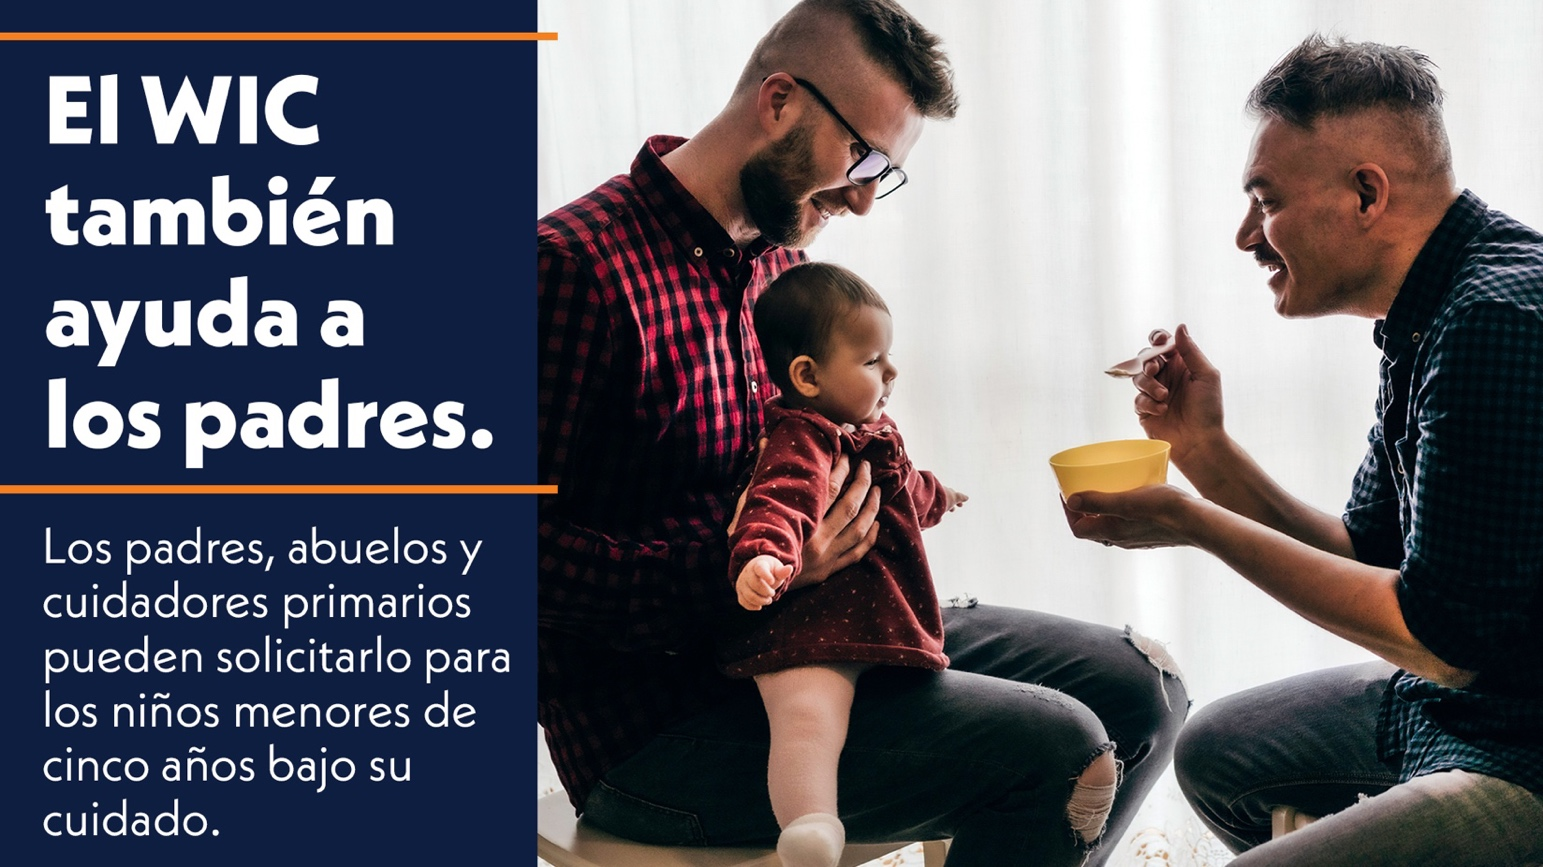 El WIC
también
ayuda a
los padres.
Los padres, abuelos y
cuidadores primarios
pueden solicitarlo para
los niños menores de
cinco años bajo su
cuidado.